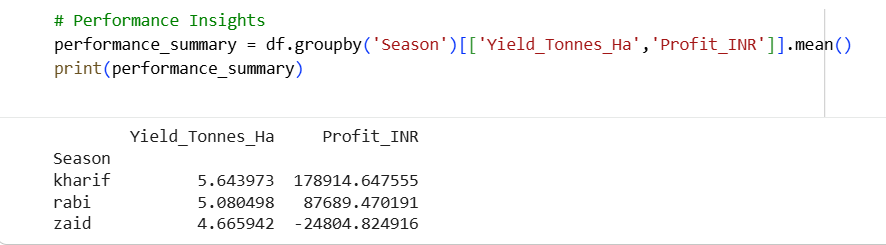 # Performance Insights
performance_summary = df.groupby('Season')[['Yield_Tonnes_Ha','Profit_INR']].mean()
print(performance_summary)
Yield_Tonnes_Ha Profit_INR
Season
kharif 5.643973 178914.647555
rabi 5.080498 87689.470191
zaid 4.665942 -24804.824916